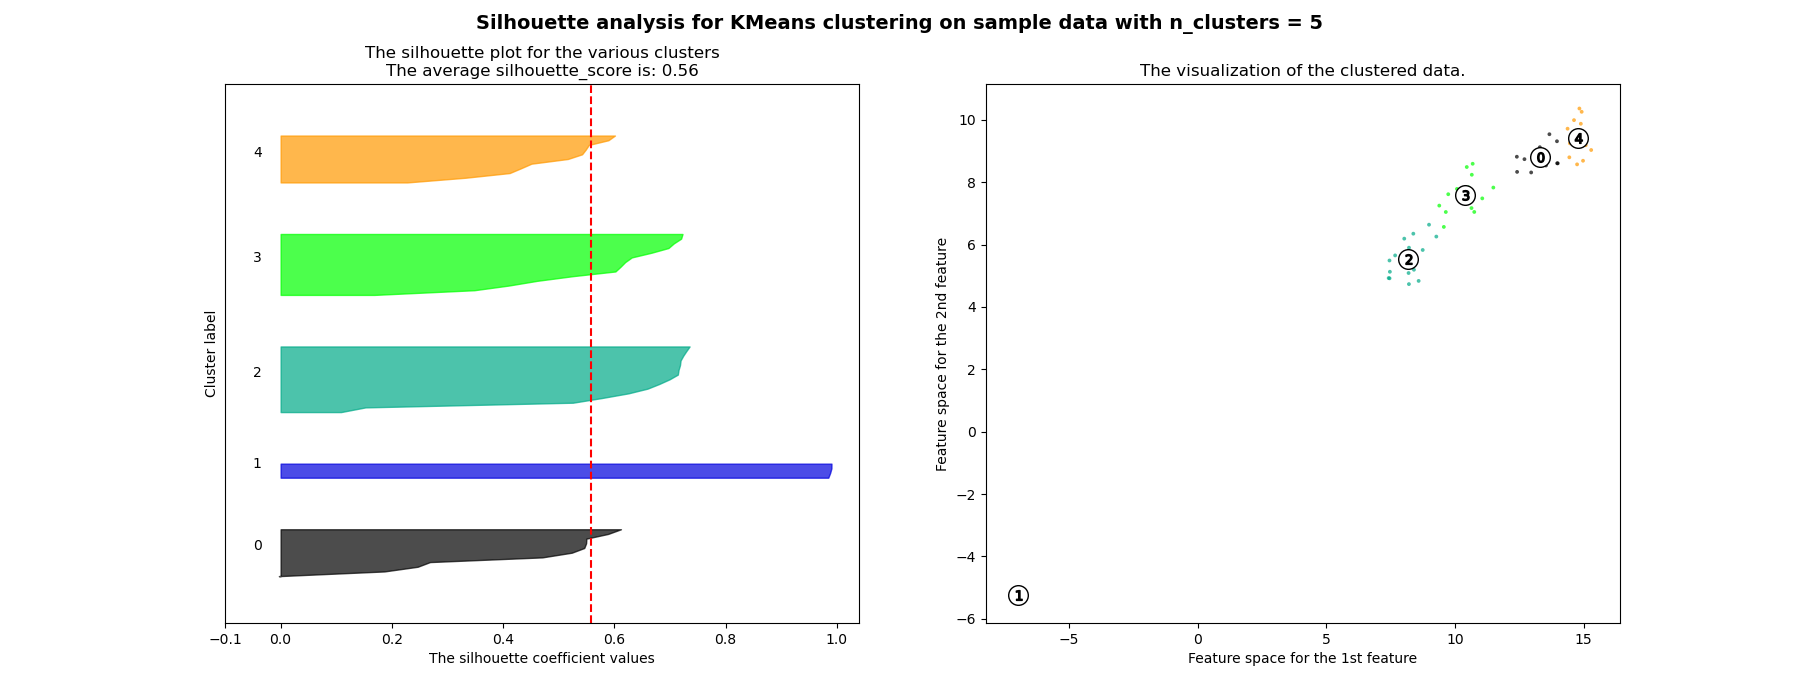 Silhouette analysis for KMeans clustering on sample data with n_clusters = 5
The silhouette plot for the various clusters
The average silhouette_score is: 0.56
Cluster label
4
3
2
1
0
−0.1 0.0 0.2 0.4 0.6 0.8 1.0
The silhouette coefficient values
The visualization of the clustered data.
Feature space for the 2nd feature
10
8
6
4
2
0
−2
−4
−6
4
0
3
2
1
−5 0 5 10 15
Feature space for the 1st feature